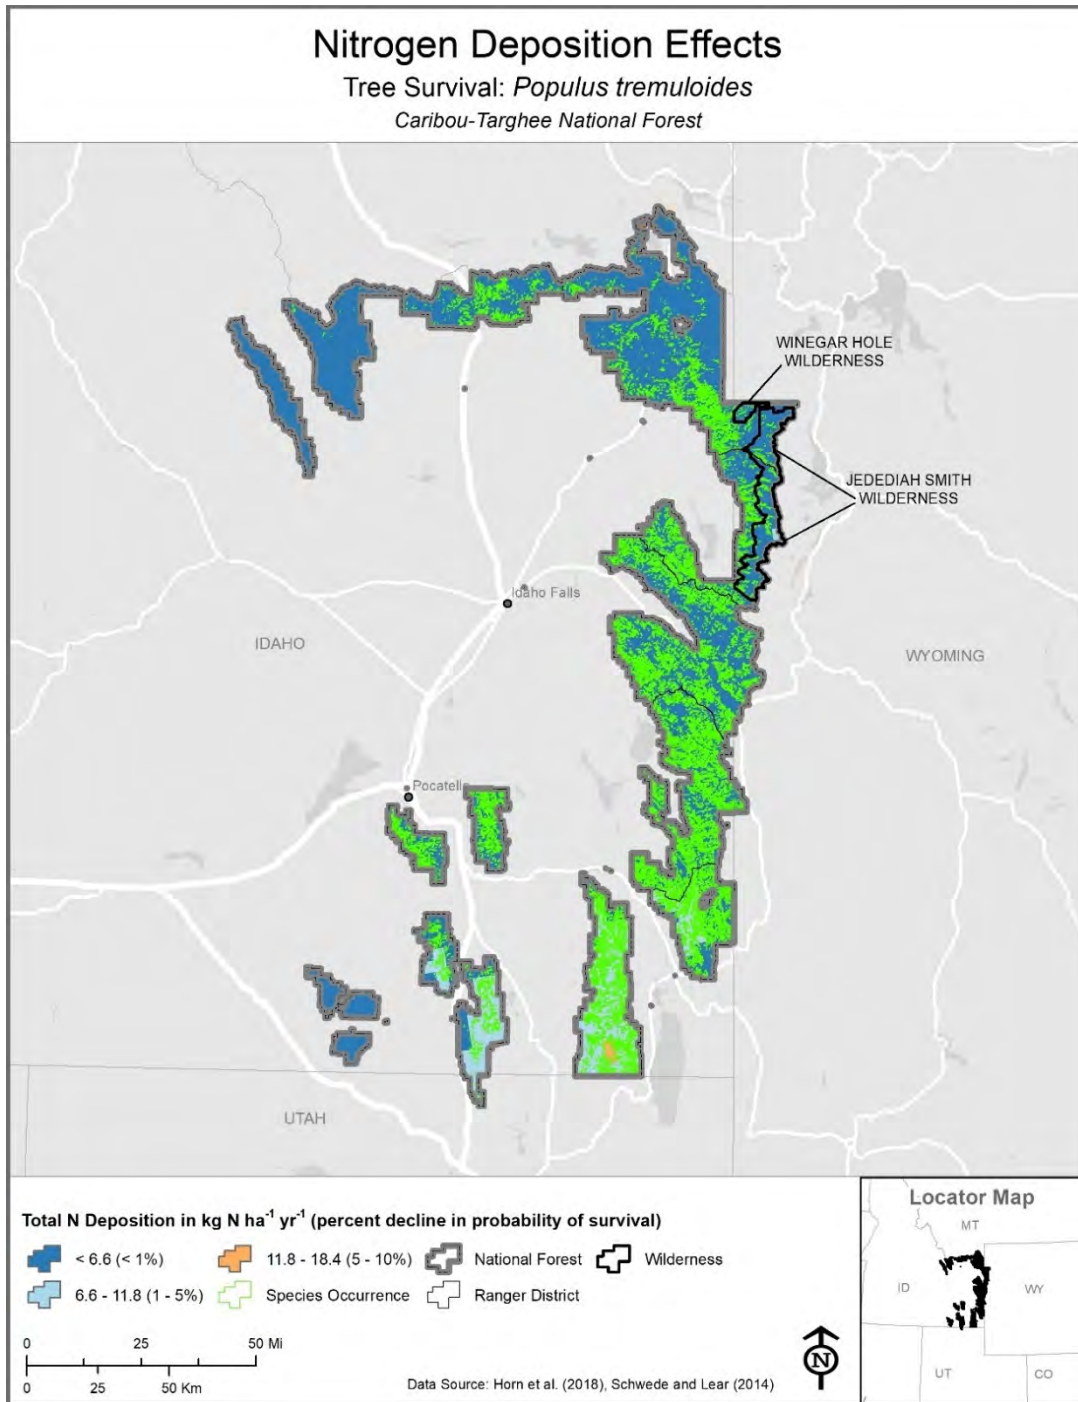 Nitrogen Deposition Effects
Tree Survival: Populus tremuloides
Caribou-Targhee National Forest
WINEGAR HOLE
WILDERNESS
JEDEDIAH SMITH
WILDERNESS
Idaho Falls
IDAHO
WYOMING
Pocatello
UTAH
Total N Deposition in kg N ha⁻¹ yr⁻¹ (percent decline in probability of survival)
< 6.6 (< 1%)
11.8 - 18.4 (5 - 10%)
National Forest
Wilderness
6.6 - 11.8 (1 - 5%)
Species Occurrence
Ranger District
0 25 50 Mi
0 25 50 Km
Data Source: Horn et al. (2018), Schwede and Lear (2014)
N
Locator Map
MT
ID
WY
UT
CO